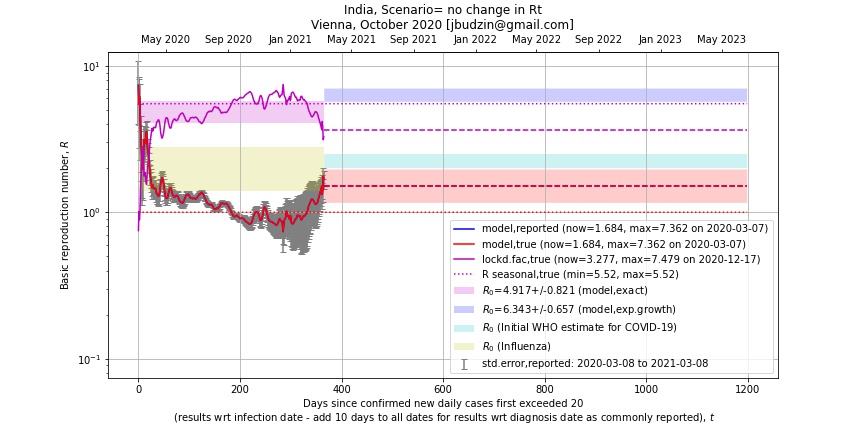 India, Scenario= no change in Rt
Vienna, October 2020 [jbudzin@gmail.com]
May 2020 Sep 2020 Jan 2021 May 2021 Sep 2021 Jan 2022 May 2022 Sep 2022 Jan 2023 May 2023
10¹
10⁰
10⁻¹
Basic reproduction number, R
model,reported (now=1.684, max=7.362 on 2020-03-07)
model,true (now=1.684, max=7.362 on 2020-03-07)
lockd.fac,true (now=3.277, max=7.479 on 2020-12-17)
R seasonal,true (min=5.52, max=5.52)
R₀=4.917+/-0.821 (model,exact)
R₀=6.343+/-0.657 (model,exp.growth)
R₀ (Initial WHO estimate for COVID-19)
R₀ (Influenza)
std.error,reported: 2020-03-08 to 2021-03-08
0 200 400 600 800 1000 1200
Days since confirmed new daily cases first exceeded 20
(results wrt infection date - add 10 days to all dates for results wrt diagnosis date as commonly reported), t